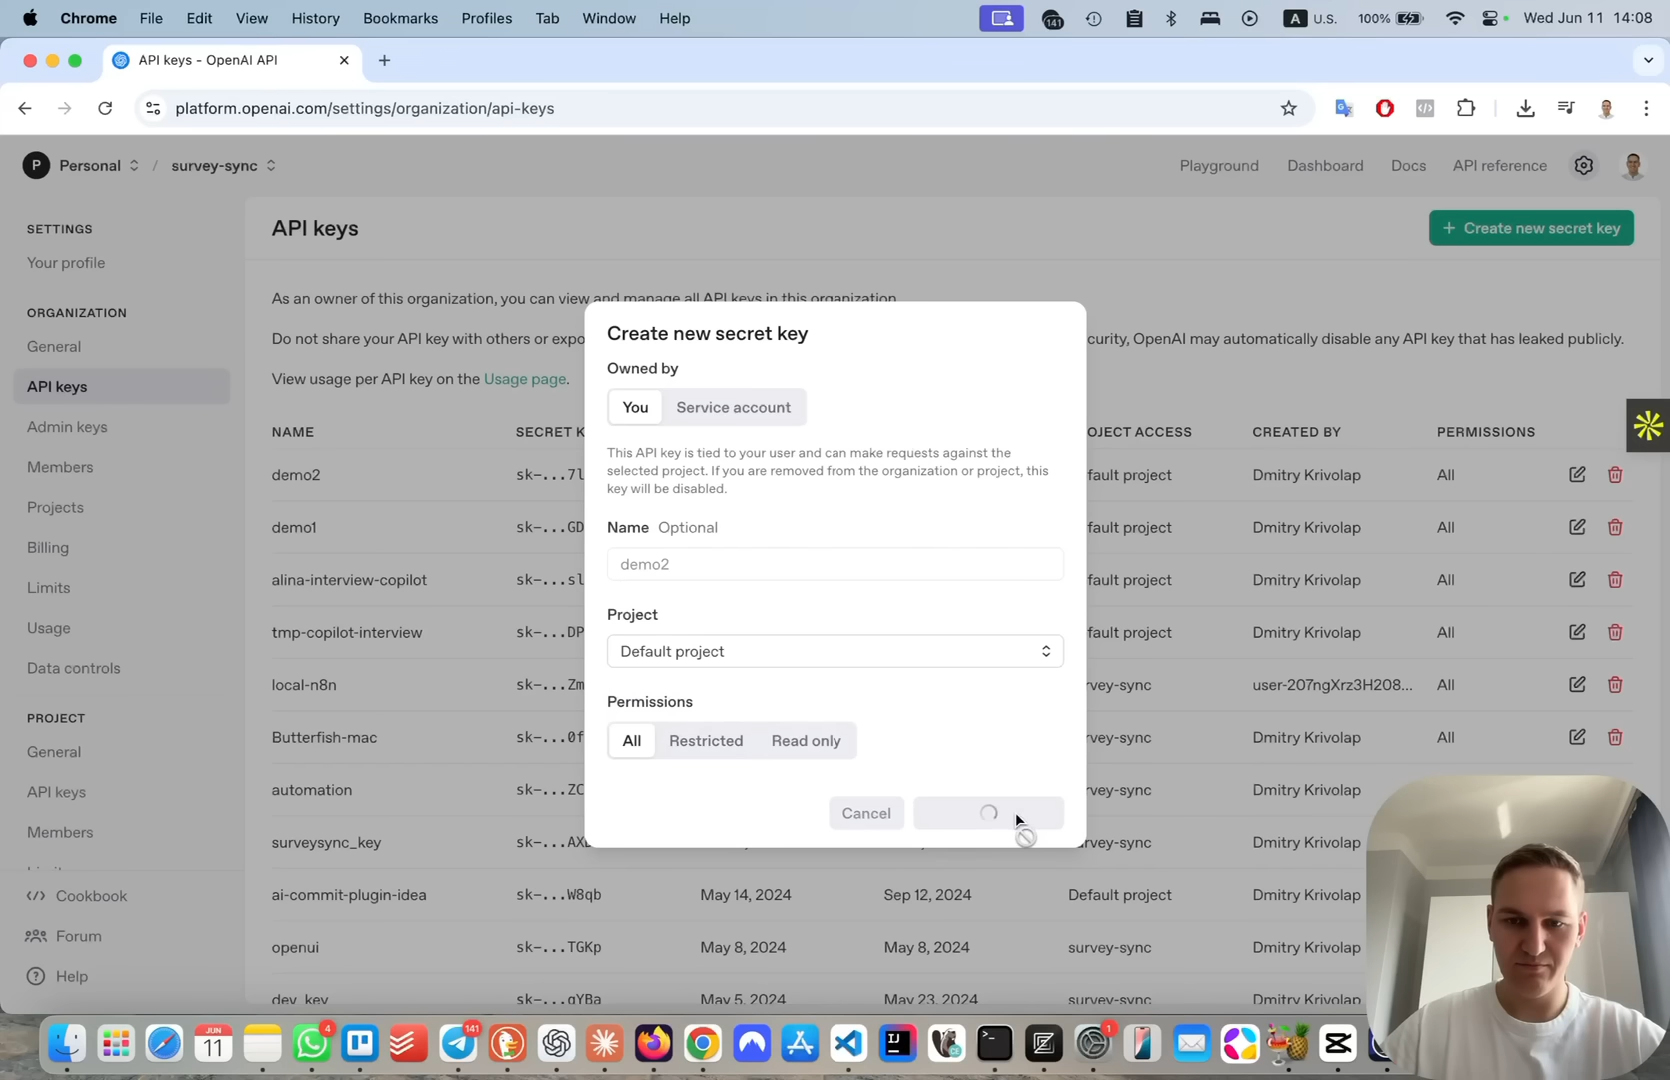 Chrome File Edit View History Bookmarks Profiles Tab Window Help 141 A U.S. 100% Wed Jun 11 14:08
API keys - OpenAI API
platform.openai.com/settings/organization/api-keys
P Personal / survey-sync Playground Dashboard Docs API reference
SETTINGS
Your profile
ORGANIZATION
General
API keys
Admin keys
Members
Projects
Billing
Limits
Usage
Data controls
PROJECT
General
API keys
Members
Cookbook
Forum
Help
API keys + Create new secret key
As an owner of this organization, you can view and manage all API keys in this organization.
Do not share your API key with others or expo curity, OpenAI may automatically disable any API key that has leaked publicly.
View usage per API key on the Usage page.
NAME SECRET K OJECT ACCESS CREATED BY PERMISSIONS
demo2 sk-...7l fault project Dmitry Krivolap All
demo1 sk-...GD fault project Dmitry Krivolap All
alina-interview-copilot sk-...sl fault project Dmitry Krivolap All
tmp-copilot-interview sk-...DP fault project Dmitry Krivolap All
local-n8n sk-...Zm vey-sync user-207ngXrz3H208... All
Butterfish-mac sk-...0f vey-sync Dmitry Krivolap All
automation sk-...ZC vey-sync Dmitry Krivolap
surveysync_key sk-...AX vey-sync Dmitry Krivolap
ai-commit-plugin-idea sk-...W8qb May 14, 2024 Sep 12, 2024 Default project Dmitry Krivolap
openui sk-...TGKp May 8, 2024 May 8, 2024 survey-sync Dmitry Krivolap
dev_key sk-...gYBa May 5, 2024 May 23, 2024 survey-sync Dmitry Krivolap
Create new secret key
Owned by
You Service account
This API key is tied to your user and can make requests against the
selected project. If you are removed from the organization or project, this
key will be disabled.
Name Optional
demo2
Project
Default project
Permissions
All Restricted Read only
Cancel
JUN 11 4 141 IJ 1